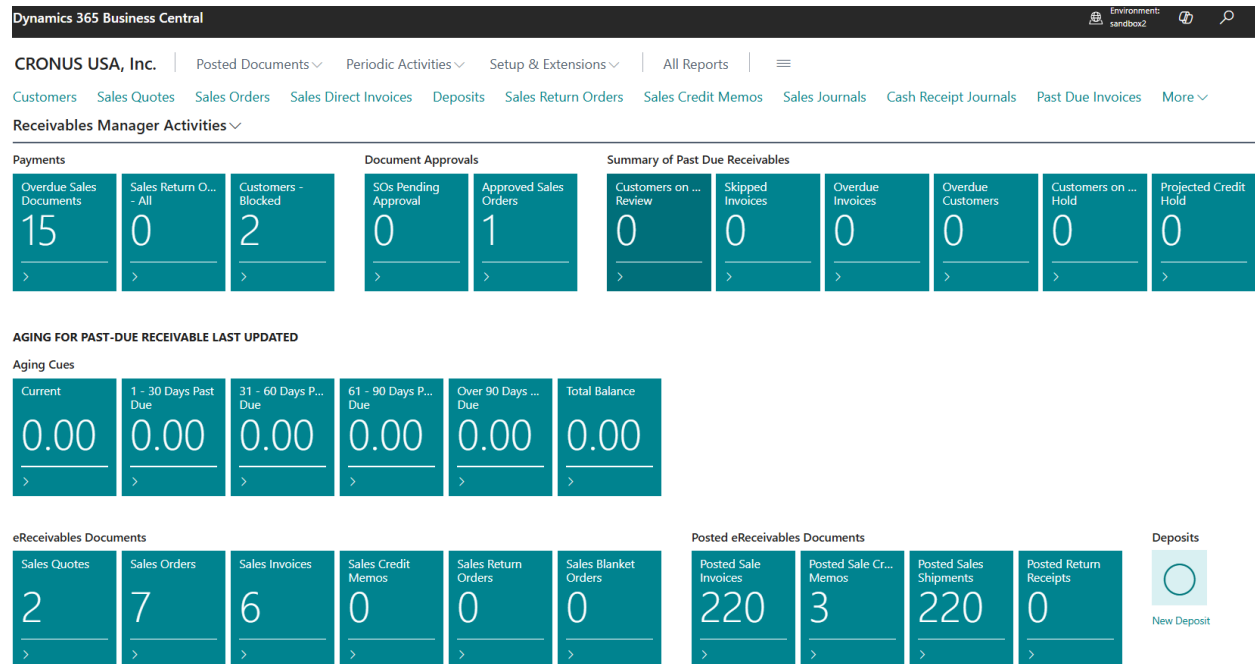 Dynamics 365 Business Central
Environment:
sandbox2
CRONUS USA, Inc.
Posted Documents
Periodic Activities
Setup & Extensions
All Reports
Customers
Sales Quotes
Sales Orders
Sales Direct Invoices
Deposits
Sales Return Orders
Sales Credit Memos
Sales Journals
Cash Receipt Journals
Past Due Invoices
More
Receivables Manager Activities
Payments
Overdue Sales
Documents
15
Sales Return O...
- All
0
Customers -
Blocked
2
Document Approvals
SOs Pending
Approval
0
Approved Sales
Orders
1
Summary of Past Due Receivables
Customers on ...
Review
0
Skipped
Invoices
0
Overdue
Invoices
0
Overdue
Customers
0
Customers on ...
Hold
0
Projected Credit
Hold
0
AGING FOR PAST-DUE RECEIVABLE LAST UPDATED
Aging Cues
Current
0.00
1 - 30 Days Past
Due
0.00
31 - 60 Days P...
Due
0.00
61 - 90 Days P...
Due
0.00
Over 90 Days ...
Due
0.00
Total Balance
0.00
eReceivables Documents
Sales Quotes
2
Sales Orders
7
Sales Invoices
6
Sales Credit
Memos
0
Sales Return
Orders
0
Sales Blanket
Orders
0
Posted eReceivables Documents
Posted Sale
Invoices
220
Posted Sale Cr...
Memos
3
Posted Sales
Shipments
220
Posted Return
Receipts
0
Deposits
New Deposit